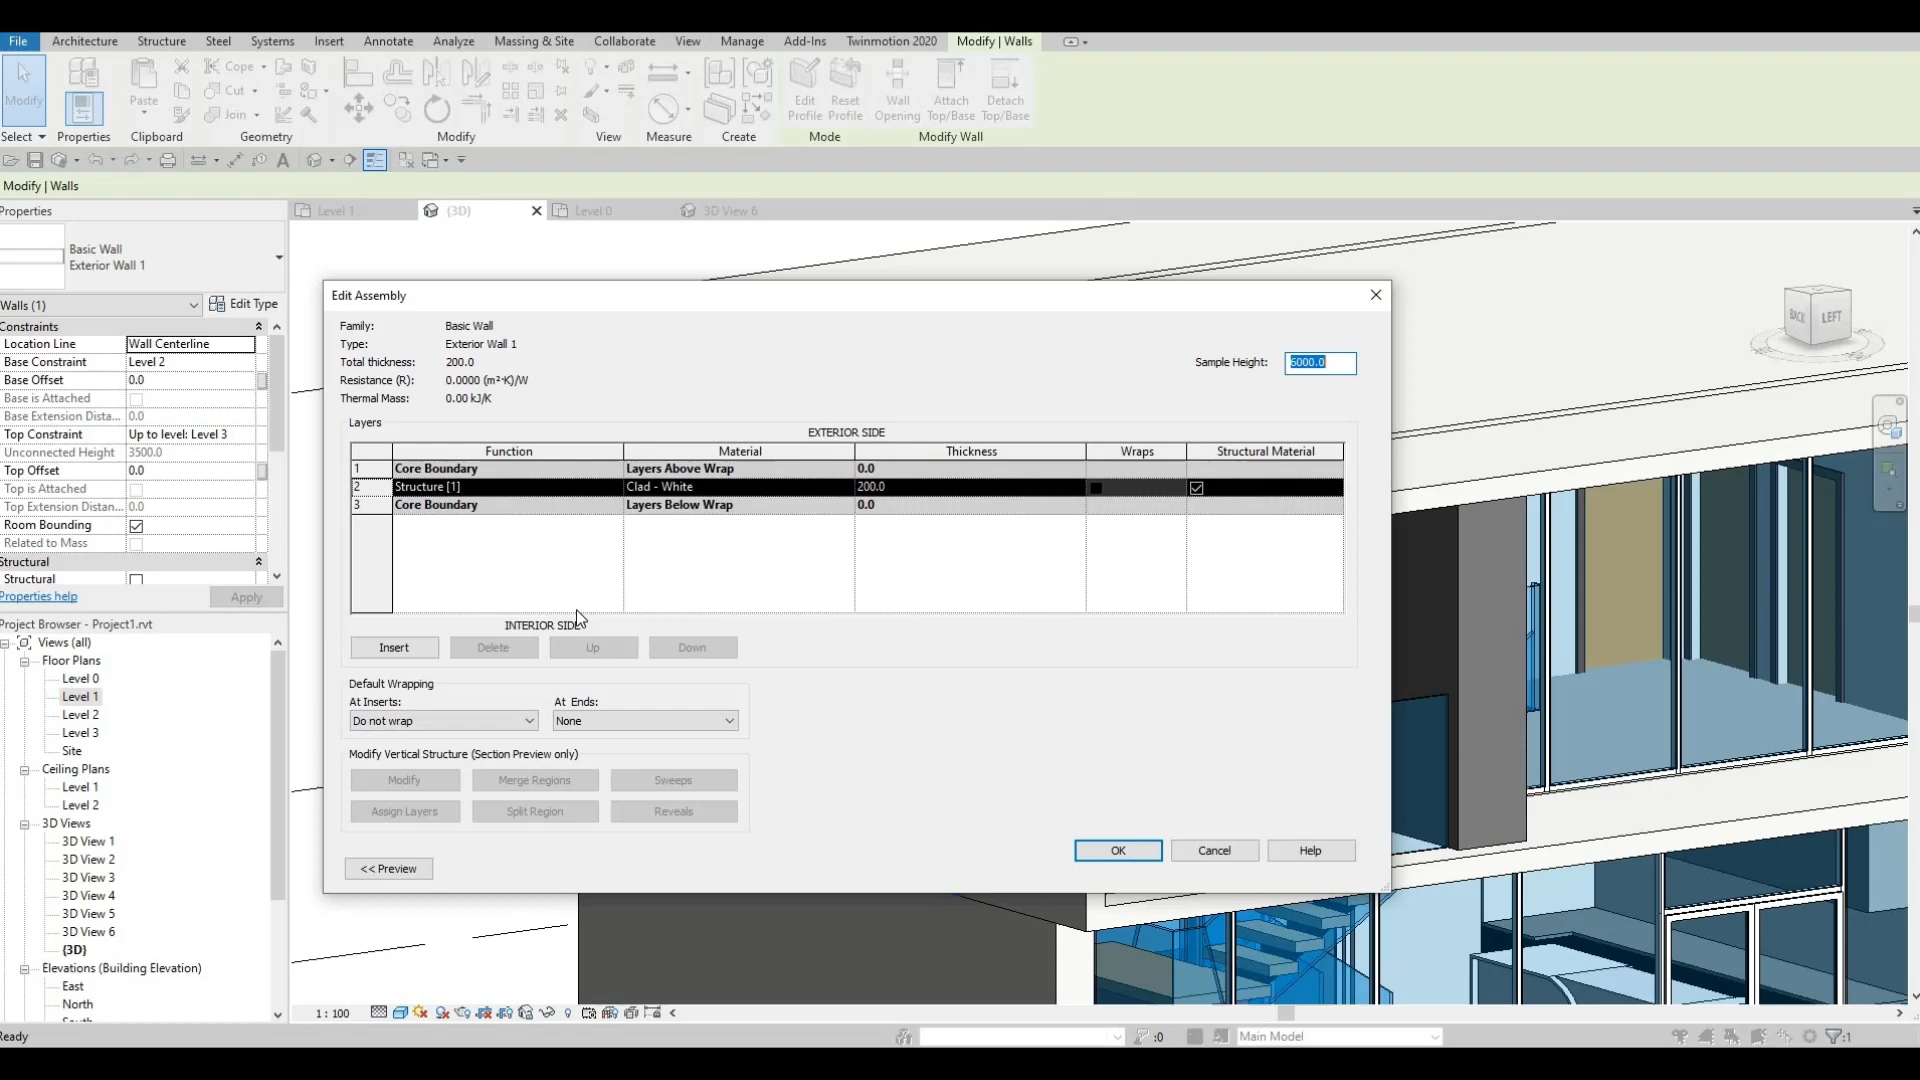 File Architecture Structure Steel Systems Insert Annotate Analyze Massing & Site Collaborate View Manage Add-Ins Twinmotion 2020 Modify | Walls
Modify
Paste
Cope
Cut
Join
Edit Profile
Reset Profile
Wall Opening
Attach Top/Base
Detach Top/Base
Select Properties Clipboard Geometry Modify View Measure Create Mode Modify Wall
Modify | Walls
Properties
Level 1 {3D} Level 0 3D View 6
Basic Wall
Exterior Wall 1
Walls (1) Edit Type
Constraints
Location Line Wall Centerline
Base Constraint Level 2
Base Offset 0.0
Base is Attached
Base Extension Dista... 0.0
Top Constraint Up to level: Level 3
Unconnected Height 3500.0
Top Offset 0.0
Top is Attached
Top Extension Distan... 0.0
Room Bounding
Related to Mass
Structural
Structural
Properties help Apply
Project Browser - Project1.rvt
Views (all)
Floor Plans
Level 0
Level 1
Level 2
Level 3
Site
Ceiling Plans
Level 1
Level 2
3D Views
3D View 1
3D View 2
3D View 3
3D View 4
3D View 5
3D View 6
{3D}
Elevations (Building Elevation)
East
North
Edit Assembly
Family: Basic Wall
Type: Exterior Wall 1
Total thickness: 200.0
Resistance (R): 0.0000 (m²·K)/W
Thermal Mass: 0.00 kJ/K
Sample Height: 6000.0
Layers
EXTERIOR SIDE
Function Material Thickness Wraps Structural Material
1 Core Boundary Layers Above Wrap 0.0
2 Structure [1] Clad - White 200.0
3 Core Boundary Layers Below Wrap 0.0
INTERIOR SIDE
Insert Delete Up Down
Default Wrapping
At Inserts: At Ends:
Do not wrap None
Modify Vertical Structure (Section Preview only)
Modify Merge Regions Sweeps
Assign Layers Split Region Reveals
OK Cancel Help
<< Preview
BACK LEFT
1 : 100
Ready
:0
Main Model
:1